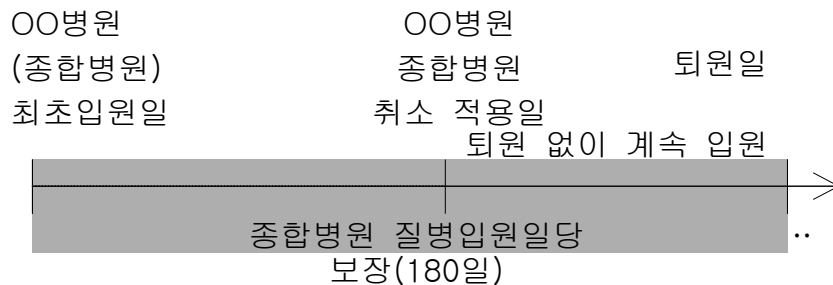 OO병원
(종합병원)
최초입원일
OO병원
종합병원
취소 적용일
퇴원일
퇴원 없이 계속 입원
종합병원 질병입원일당
보장(180일)
..